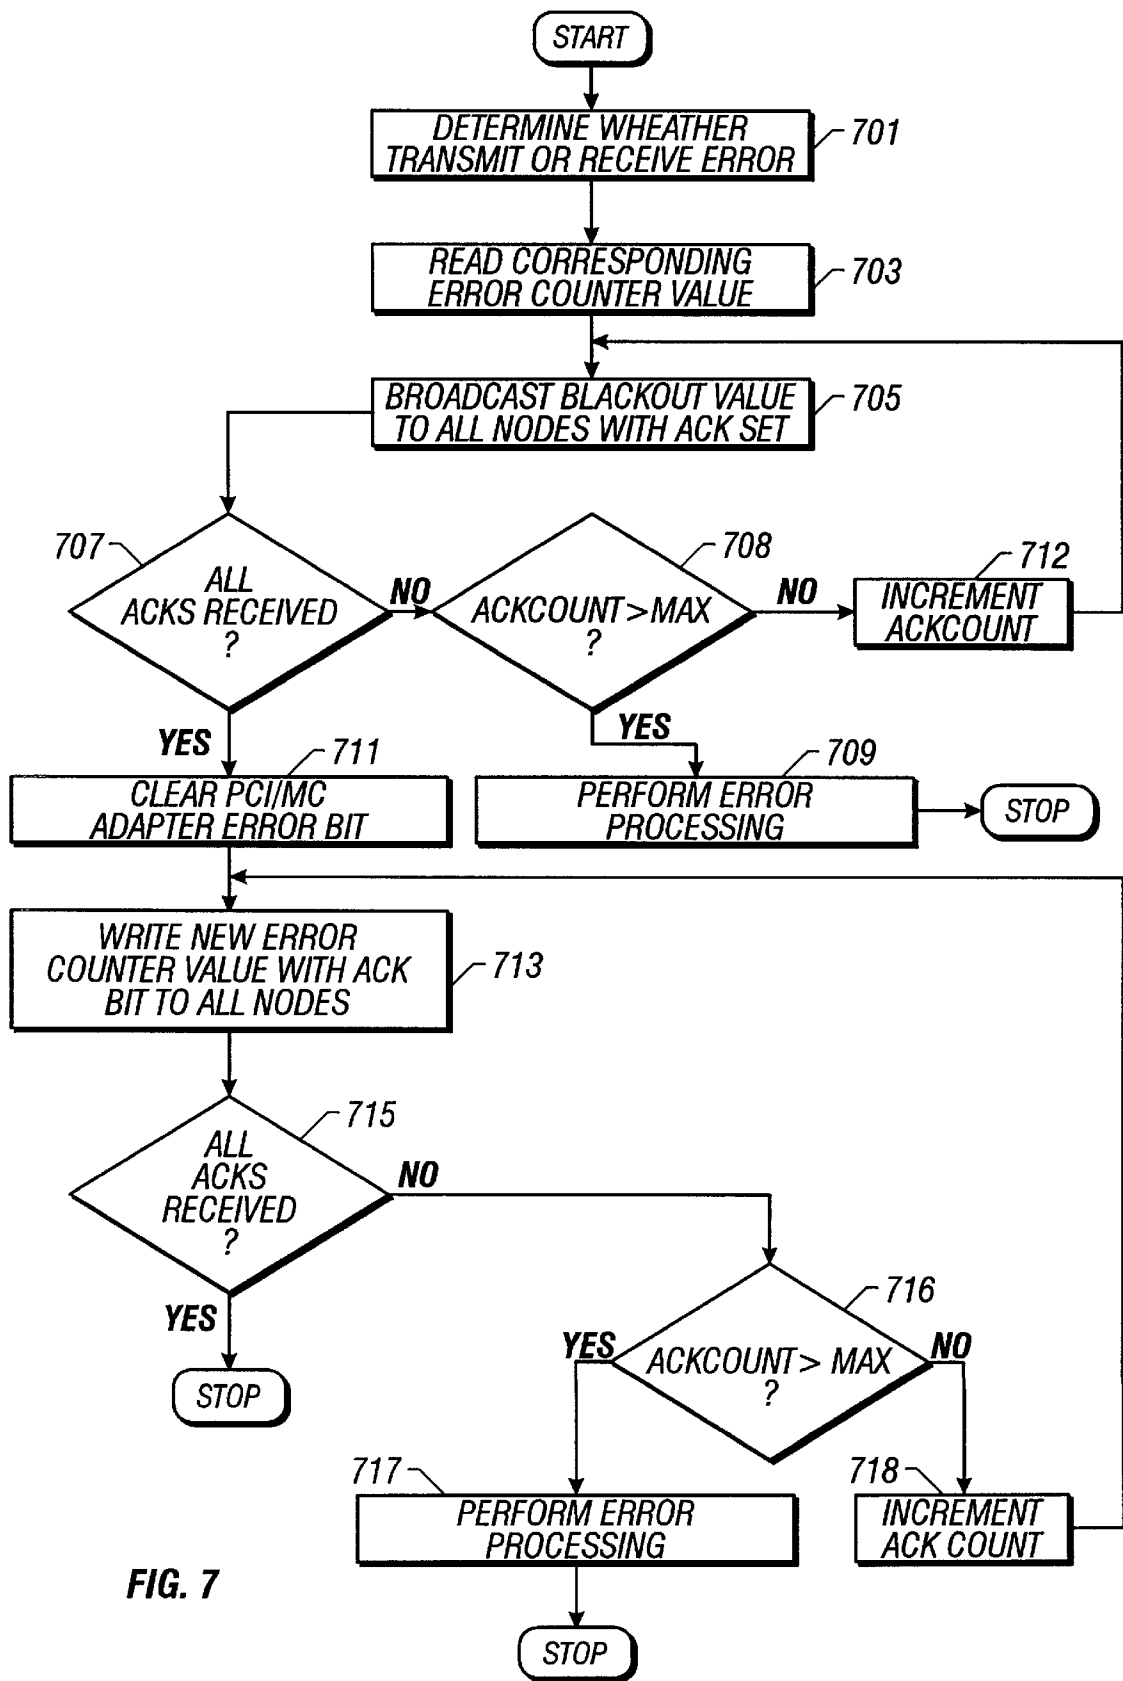 START
DETERMINE WHEATHER
TRANSMIT OR RECEIVE ERROR
701
READ CORRESPONDING
ERROR COUNTER VALUE
703
BROADCAST BLACKOUT VALUE
TO ALL NODES WITH ACK SET
705
707
ALL
ACKS RECEIVED
?
NO
708
ACKCOUNT > MAX
?
NO
712
INCREMENT
ACKCOUNT
YES
YES
711
CLEAR PCI/MC
ADAPTER ERROR BIT
709
PERFORM ERROR
PROCESSING
STOP
WRITE NEW ERROR
COUNTER VALUE WITH ACK
BIT TO ALL NODES
713
715
ALL
ACKS
RECEIVED
?
NO
YES
STOP
716
ACKCOUNT > MAX
?
YES
NO
717
PERFORM ERROR
PROCESSING
718
INCREMENT
ACK COUNT
STOP
FIG. 7